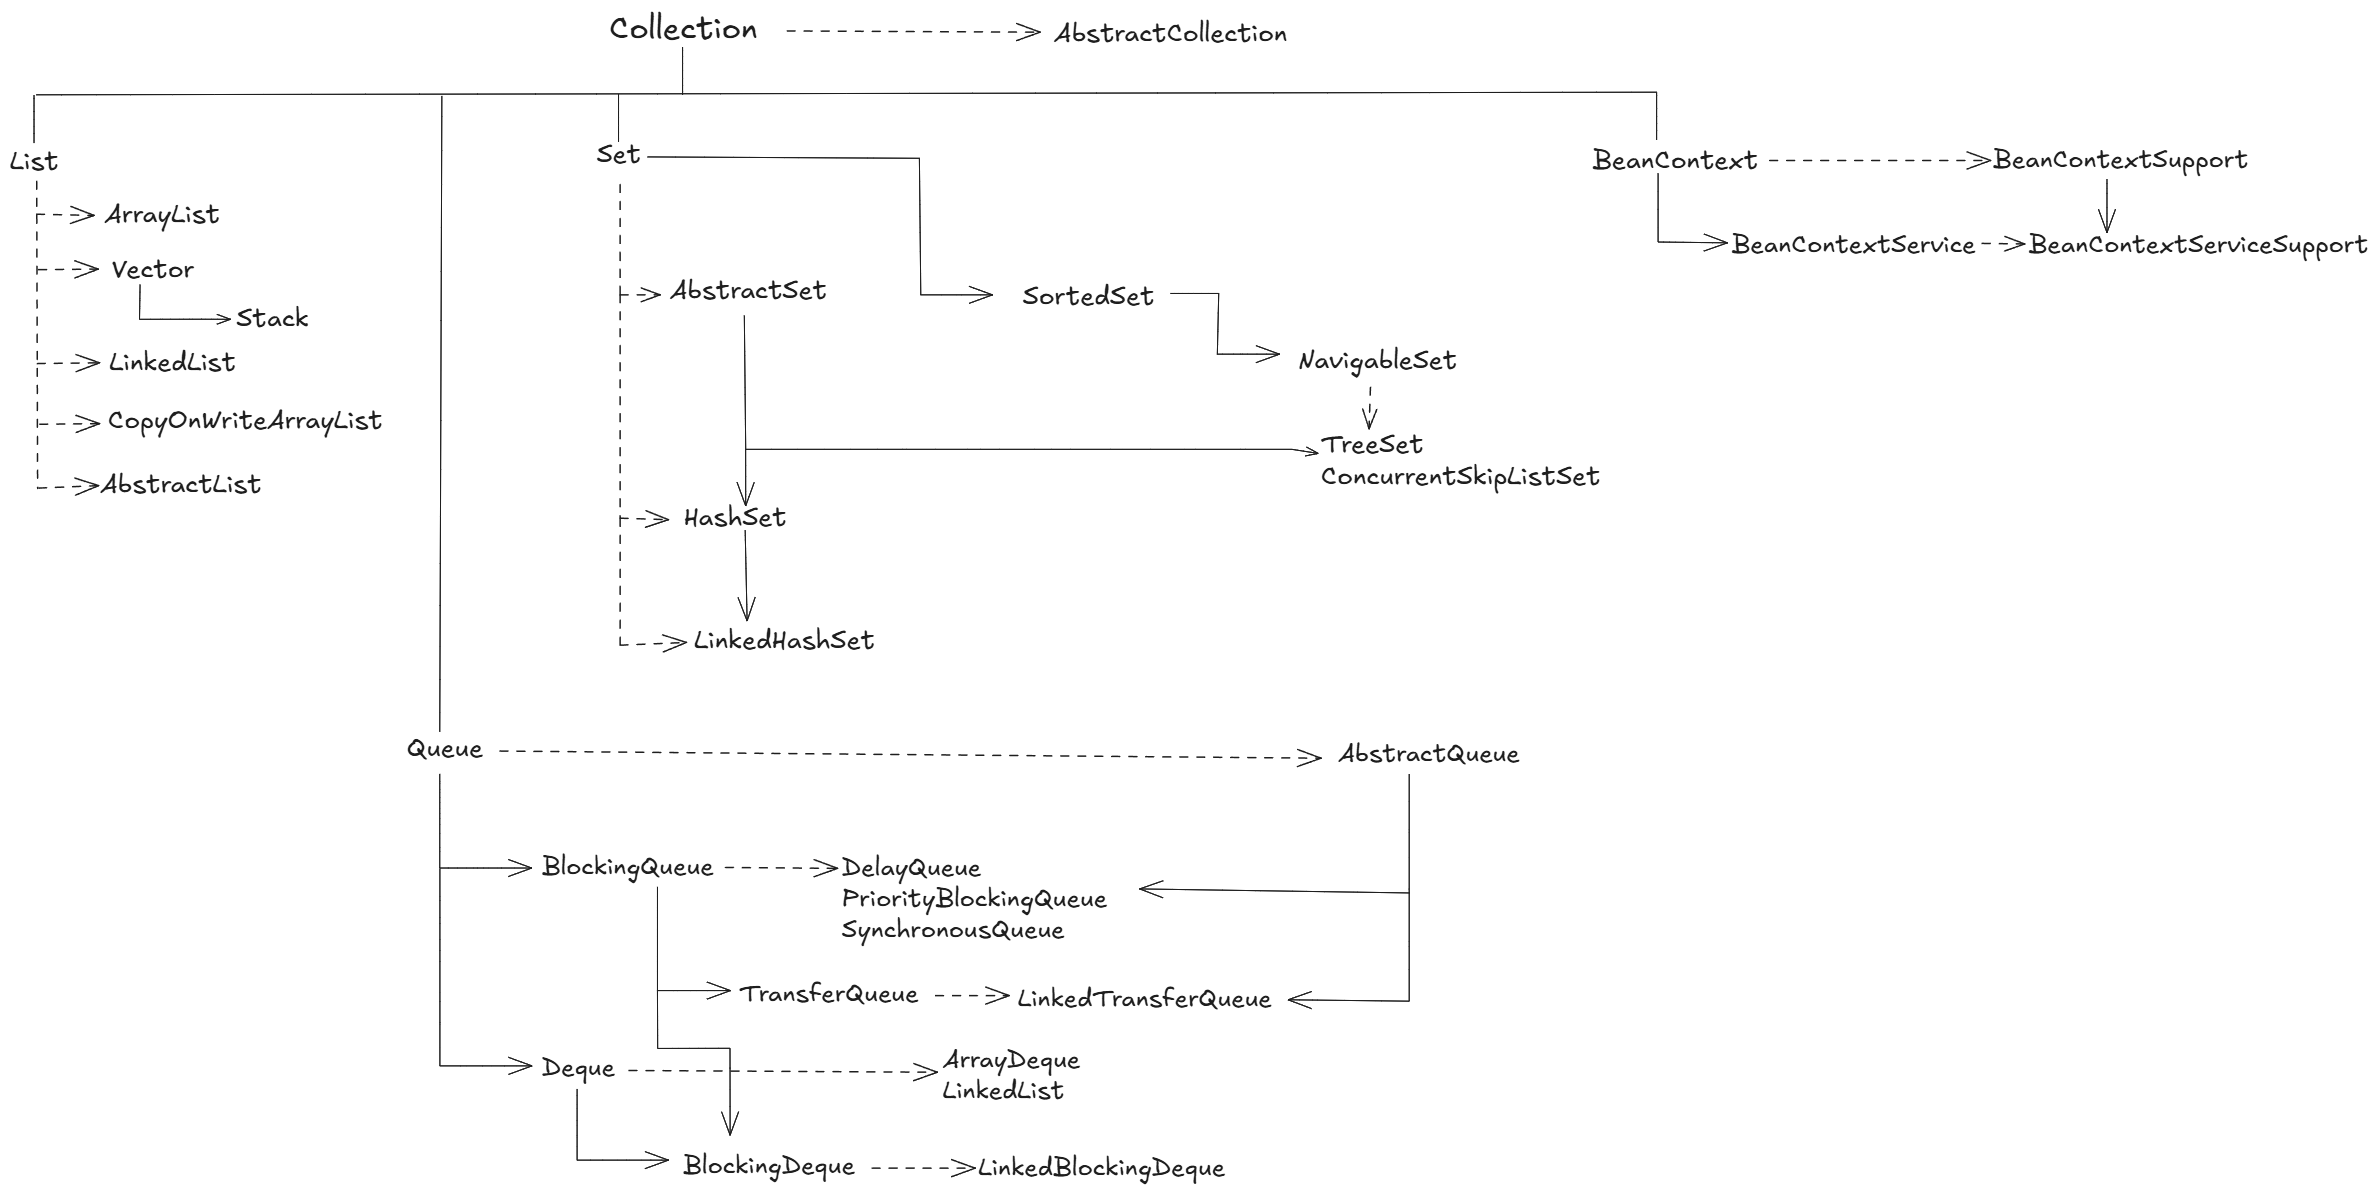 Collection
AbstractCollection
List
ArrayList
Vector
Stack
LinkedList
CopyOnWriteArrayList
AbstractList
Set
AbstractSet
SortedSet
NavigableSet
TreeSet
ConcurrentSkipListSet
HashSet
LinkedHashSet
BeanContext
BeanContextSupport
BeanContextService
BeanContextServiceSupport
Queue
AbstractQueue
BlockingQueue
DelayQueue
PriorityBlockingQueue
SynchronousQueue
TransferQueue
LinkedTransferQueue
Deque
ArrayDeque
LinkedList
BlockingDeque
LinkedBlockingDeque